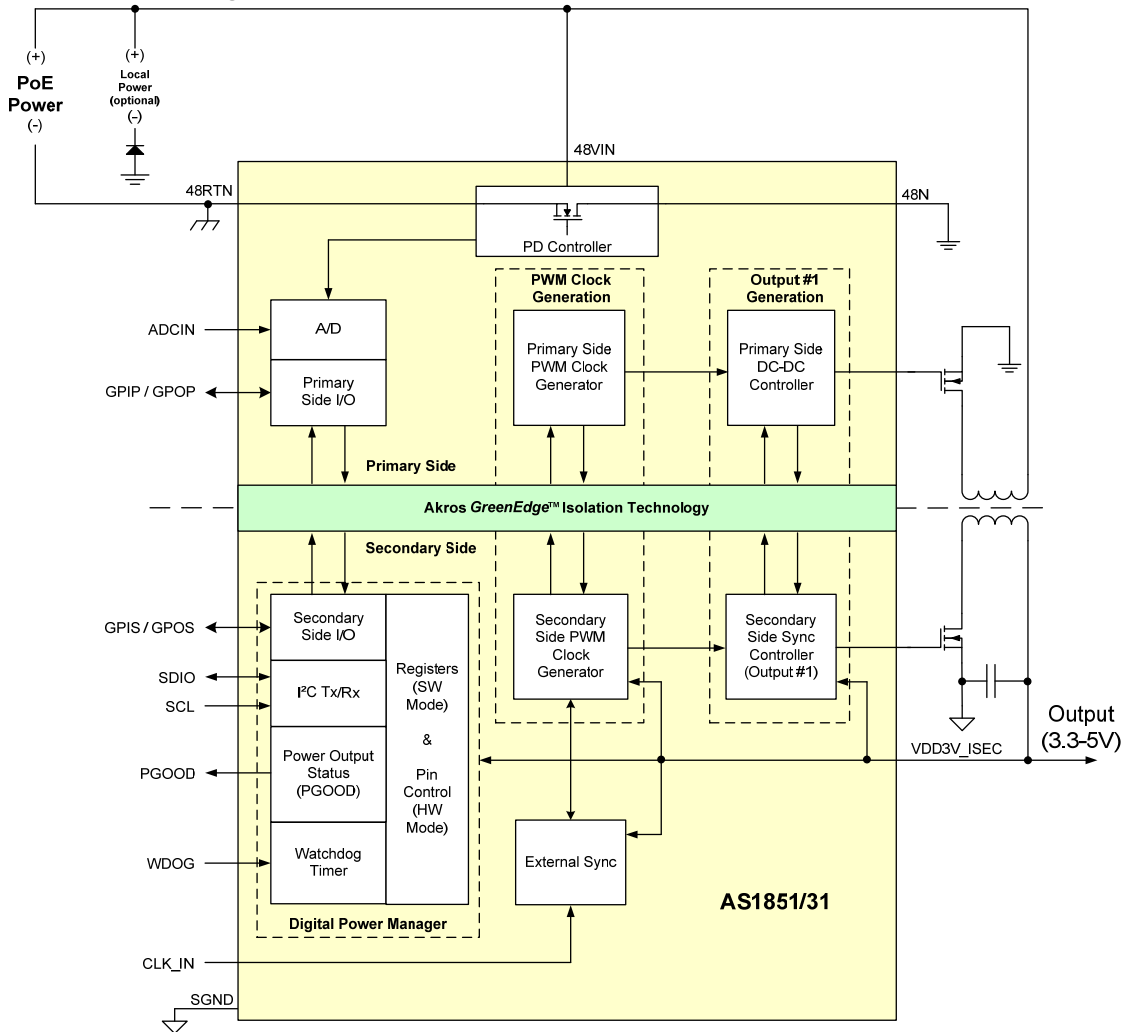 (+)
PoE
Power
(-)
(+)
Local
Power
(optional)
(-)
48VIN
48RTN
48N
PD Controller
PWM Clock
Generation
Output #1
Generation
ADCIN
A/D
GPIP / GPOP
Primary
Side I/O
Primary Side
PWM Clock
Generator
Primary Side
DC-DC
Controller
Primary Side
Akros GreenEdge™ Isolation Technology
Secondary Side
GPIS / GPOS
Secondary
Side I/O
SDIO
SCL
I²C Tx/Rx
PGOOD
Power Output
Status
(PGOOD)
WDOG
Watchdog
Timer
Registers
(SW
Mode)
&
Pin
Control
(HW
Mode)
Digital Power Manager
Secondary
Side PWM
Clock
Generator
Secondary
Side Sync
Controller
(Output #1)
Output
(3.3-5V)
VDD3V_ISEC
External Sync
AS1851/31
CLK_IN
SGND